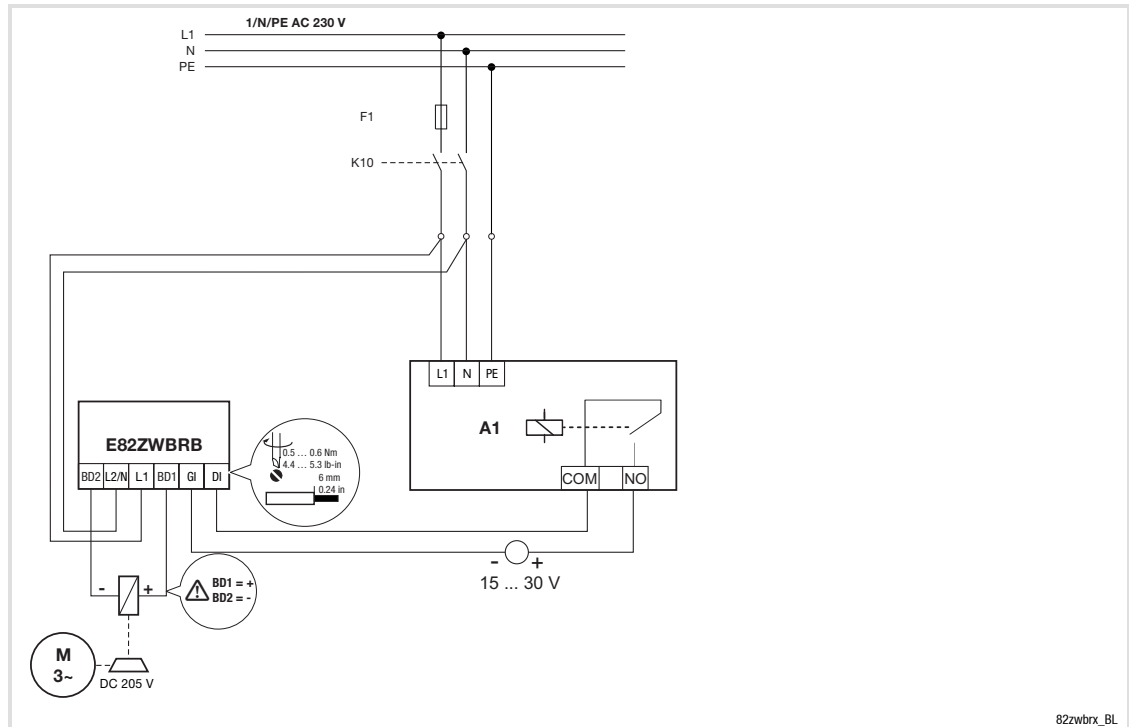 1/N/PE AC 230 V
L1
N
PE
F1
K10
L1 N PE
A1
COM NO
E82ZWBRB
BD2 L2/N L1 BD1 GI DI
0.5 ... 0.6 Nm
4.4 ... 5.3 lb-in
6 mm
0.24 in
- +
15 ... 30 V
- +
BD1 = +
BD2 = -
M
3~
DC 205 V
82zwbrx_BL